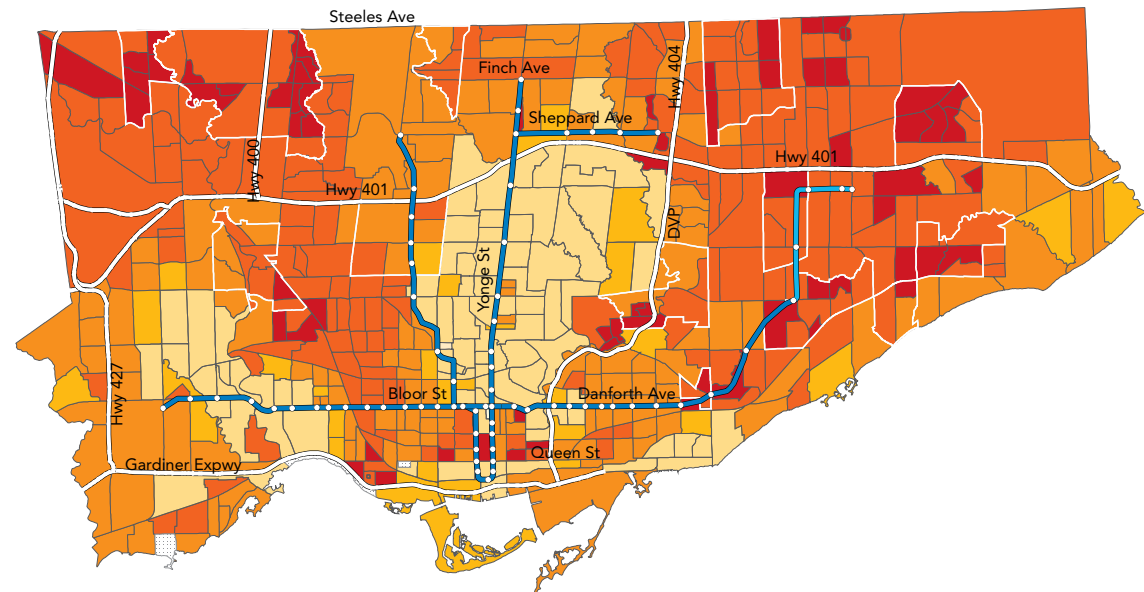 Steeles Ave
Finch Ave
Hwy 404
Sheppard Ave
Hwy 400
Hwy 401
Hwy 401
DVP
Yonge St
Hwy 427
Bloor St
Danforth Ave
Queen St
Gardiner Expwy